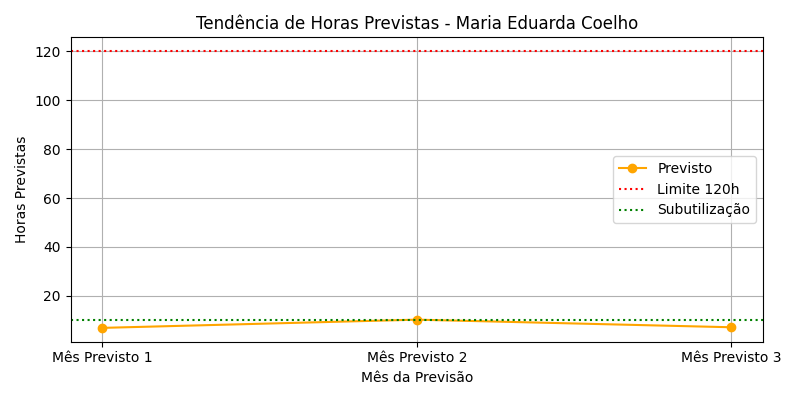 Tendência de Horas Previstas - Maria Eduarda Coelho
Horas Previstas
120
100
80
60
40
20
Previsto
Limite 120h
Subutilização
Mês Previsto 1
Mês Previsto 2
Mês Previsto 3
Mês da Previsão